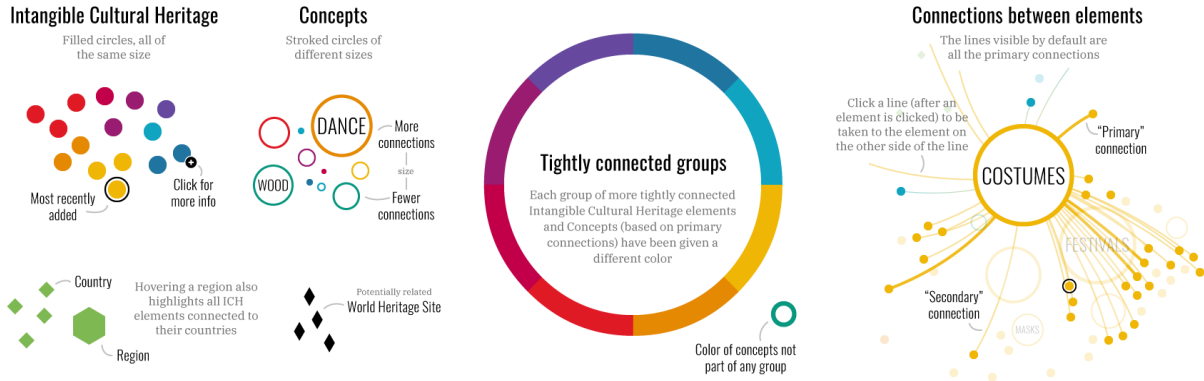 Intangible Cultural Heritage
Filled circles, all of
the same size
Most recently
added
Click for
more info
Country
Hovering a region also
highlights all ICH
elements connected to
their countries
Region
Concepts
Stroked circles of
different sizes
DANCE
WOOD
More
connections
size
Fewer
connections
Potentially related
World Heritage Site
Tightly connected groups
Each group of more tightly connected
Intangible Cultural Heritage elements
and Concepts (based on primary
connections) have been given a
different color
Color of concepts not
part of any group
Connections between elements
The lines visible by default are
all the primary connections
Click a line (after an
element is clicked) to be
taken to the element on
the other side of the line
"Primary"
connection
COSTUMES
FESTIVALS
"Secondary"
connection
MASKS